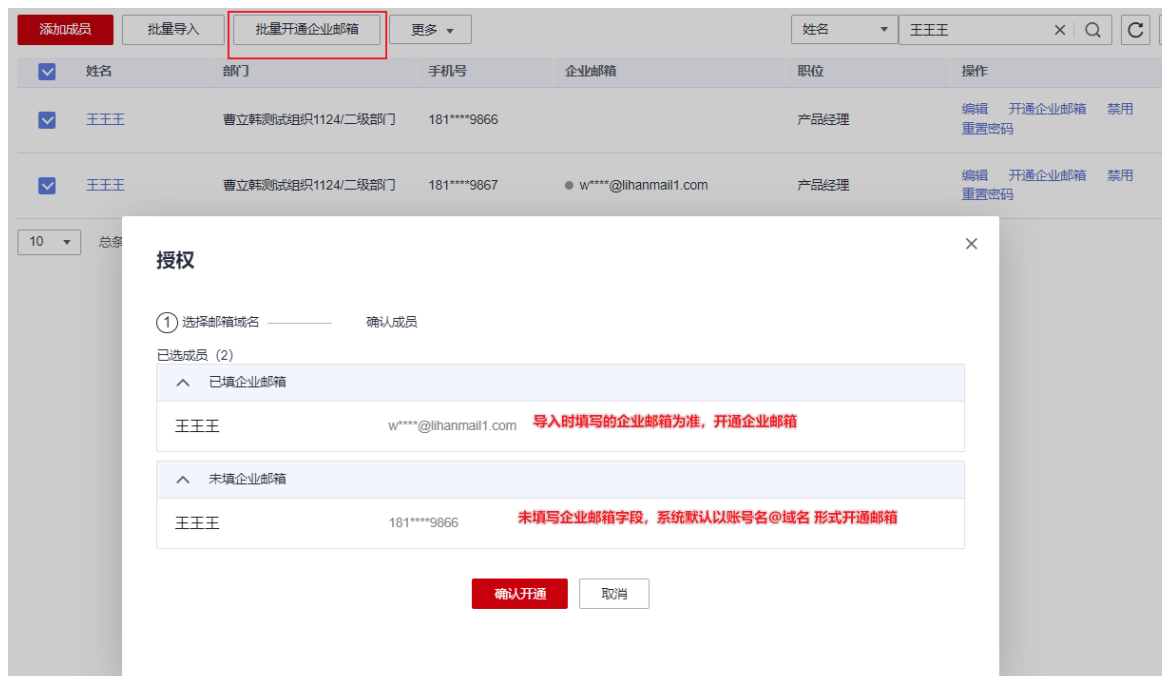 添加成员 批量导入 批量开通企业邮箱 更多 姓名 王王王
姓名 部门 手机号 企业邮箱 职位 操作
王王王 曹立韩测试组织1124/二级部门 181****9866 产品经理 编辑 开通企业邮箱 禁用
重置密码
王王王 曹立韩测试组织1124/二级部门 181****9867 w****@lihanmail1.com 产品经理 编辑 开通企业邮箱 禁用
重置密码
10 总条
授权
1 选择邮箱域名 确认成员
已选成员（2）
已填企业邮箱
王王王 w****@lihanmail1.com 导入时填写的企业邮箱为准，开通企业邮箱
未填企业邮箱
王王王 181****9866 未填写企业邮箱字段，系统默认以账号名@域名 形式开通邮箱
确认开通 取消